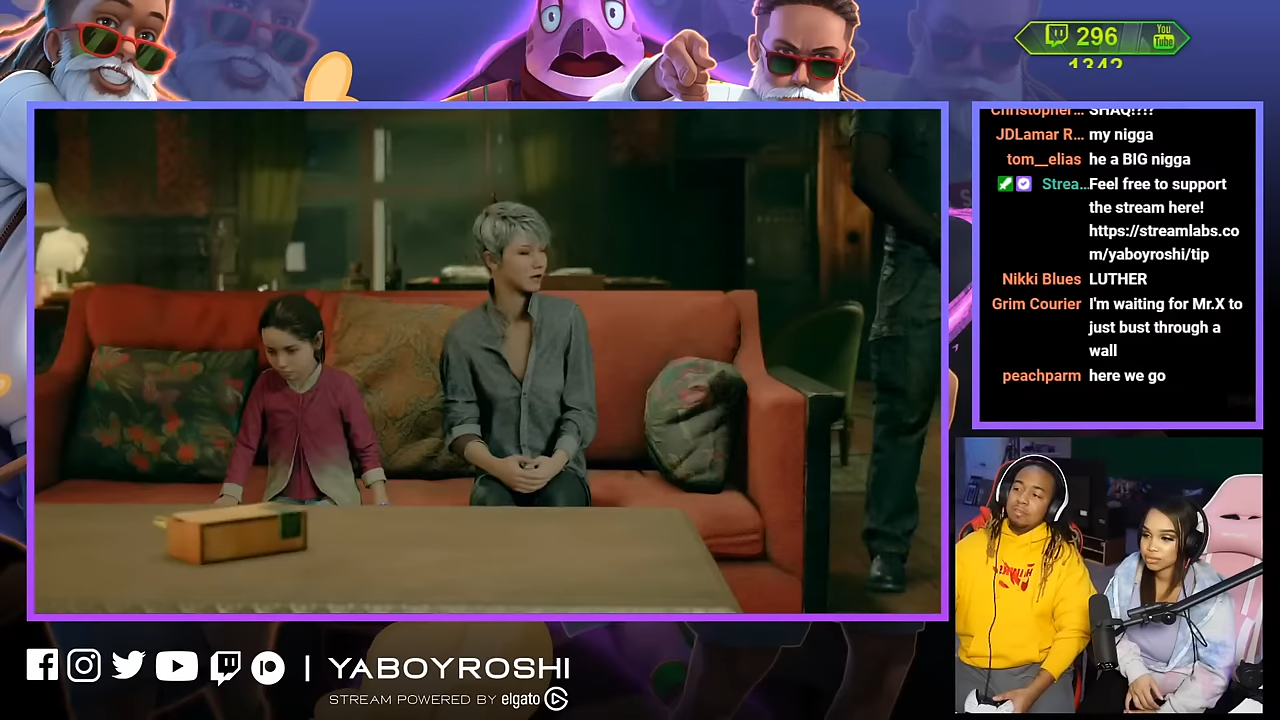 296
You
Tube
1342
Christopher... SHAQ!?!?
JDLamar R... my nigga
tom__elias he a BIG nigga
Strea... Feel free to support
the stream here!
https://streamlabs.co
m/yaboyroshi/tip
Nikki Blues LUTHER
Grim Courier I'm waiting for Mr.X to
just bust through a
wall
peachparm here we go
| YABOYROSHI
STREAM POWERED BY elgato